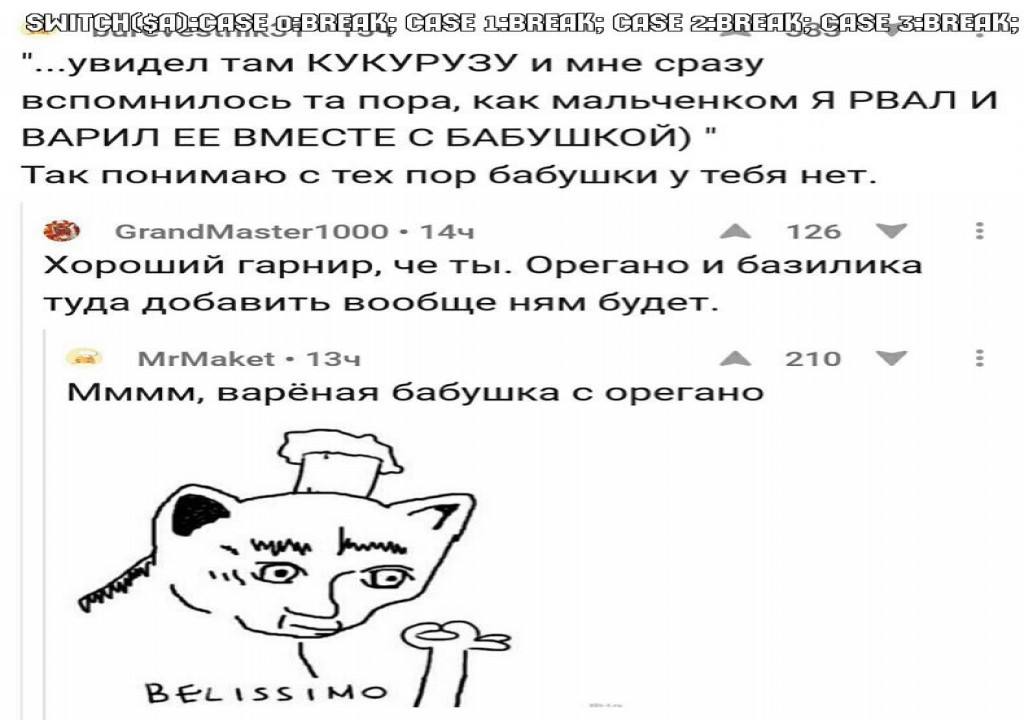 SWITCH($A):CASE 0:BREAK; CASE 1:BREAK; CASE 2:BREAK; CASE 3:BREAK;
"...увидел там КУКУРУЗУ и мне сразу
вспомнилось та пора, как мальченком Я РВАЛ И
ВАРИЛ ЕЕ ВМЕСТЕ С БАБУШКОЙ) "
Так понимаю с тех пор бабушки у тебя нет.
GrandMaster1000 • 14ч 126
Хороший гарнир, че ты. Орегано и базилика
туда добавить вообще ням будет.
MrMaket • 13ч 210
Мммм, варёная бабушка с орегано
BELISSIMO